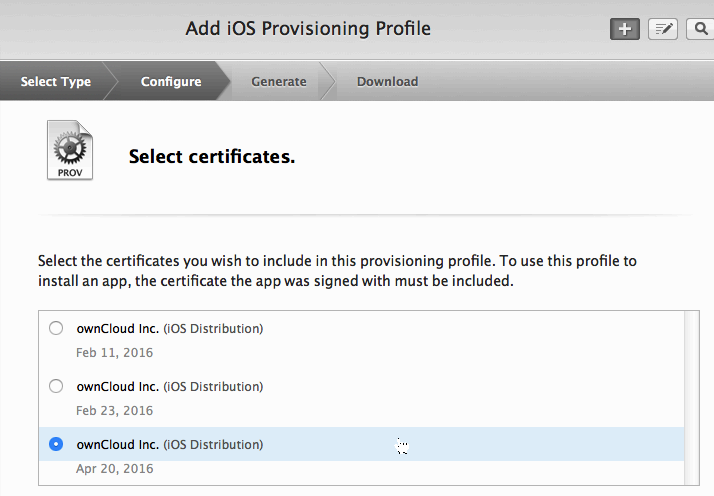 Add iOS Provisioning Profile
Select Type
Configure
Generate
Download
PROV
Select certificates.
Select the certificates you wish to include in this provisioning profile. To use this profile to
install an app, the certificate the app was signed with must be included.
ownCloud Inc. (iOS Distribution)
Feb 11, 2016
ownCloud Inc. (iOS Distribution)
Feb 23, 2016
ownCloud Inc. (iOS Distribution)
Apr 20, 2016